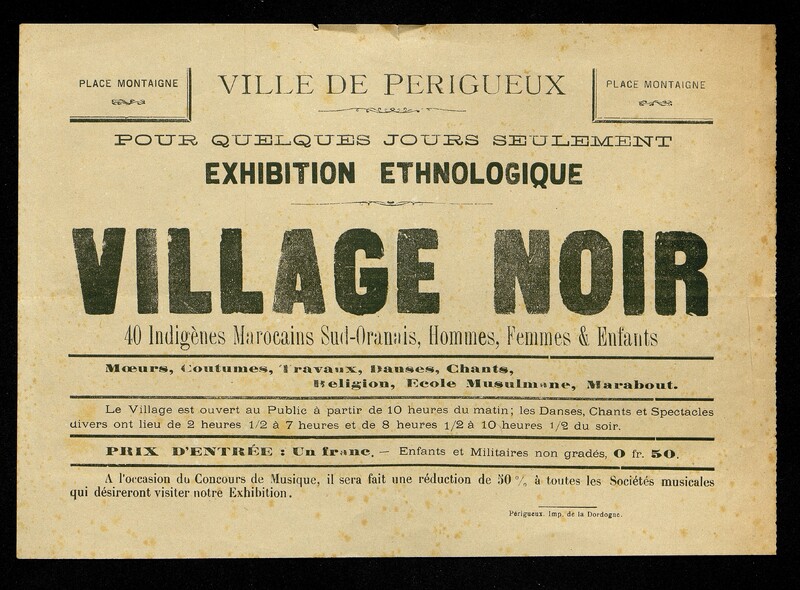 PLACE MONTAIGNE
VILLE DE PERIGUEUX
PLACE MONTAIGNE
POUR QUELQUES JOURS SEULEMENT
EXHIBITION ETHNOLOGIQUE
VILLAGE NOIR
40 Indigènes Marocains Sud-Oranais, Hommes, Femmes & Enfants
Mœurs, Coutumes, Travaux, Danses, Chants,
Religion, Ecole Musulmane, Marabout.
Le Village est ouvert au Public à partir de 10 heures du matin; les Danses, Chants et Spectacles
divers ont lieu de 2 heures 1/2 à 7 heures et de 8 heures 1/2 à 10 heures 1/2 du soir.
PRIX D'ENTRÉE : Un franc. — Enfants et Militaires non gradés, 0 fr. 50.
A l'occasion du Concours de Musique, il sera fait une réduction de 50 % à toutes les Sociétés musicales
qui désireront visiter notre Exhibition.
Périgueux. Imp. de la Dordogne.